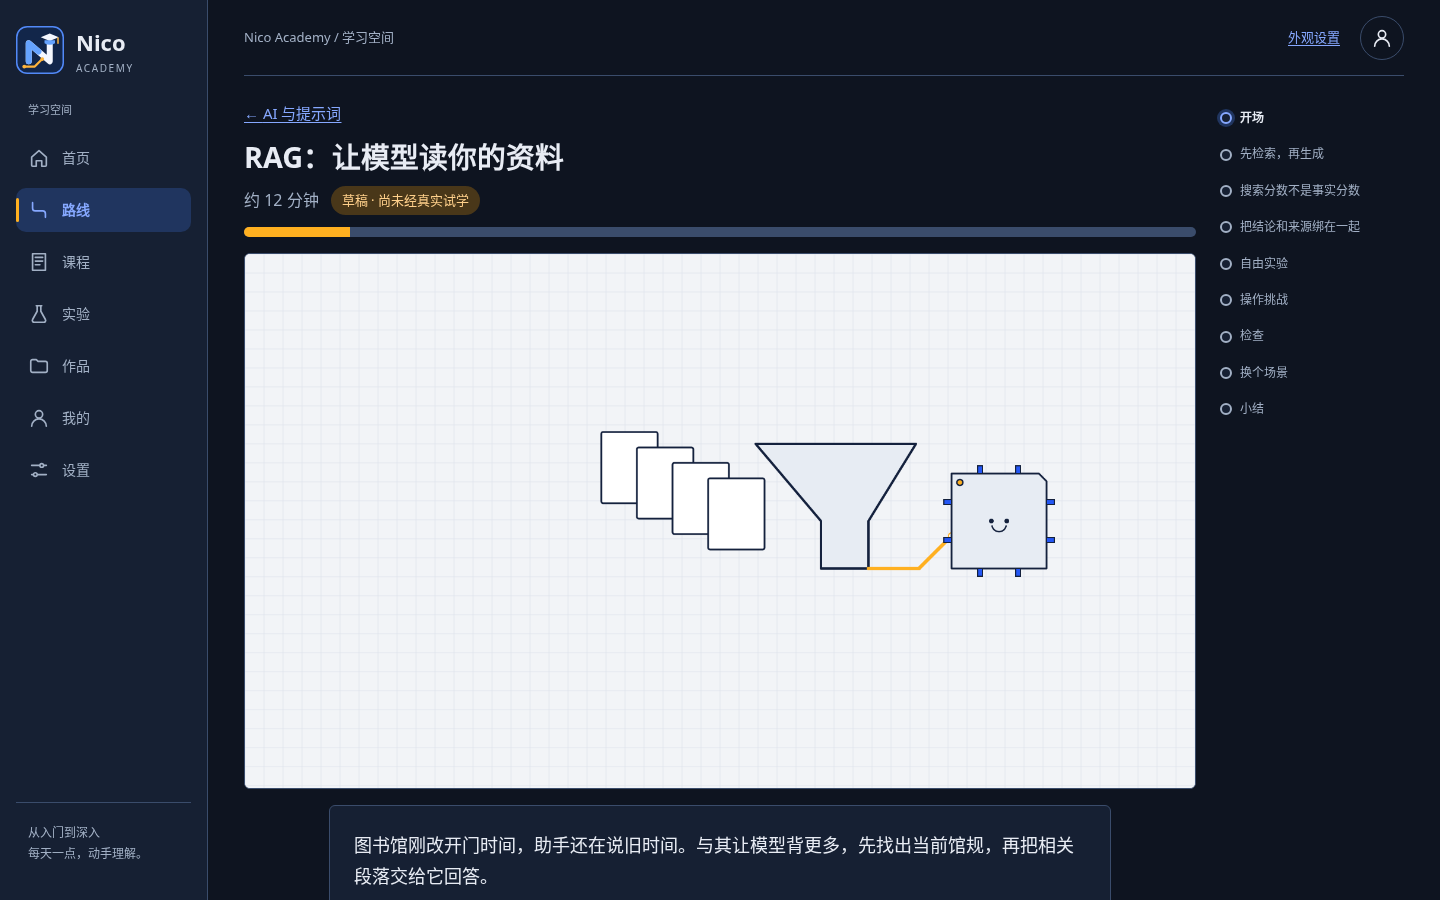 Nico
ACADEMY
学习空间
首页
路线
课程
实验
作品
我的
设置
从入门到深入
每天一点，动手理解。
Nico Academy / 学习空间
外观设置
← AI 与提示词
RAG：让模型读你的资料
约 12 分钟
草稿 · 尚未经真实试学
图书馆刚改开门时间，助手还在说旧时间。与其让模型背更多，先找出当前馆规，再把相关
段落交给它回答。
开场
先检索，再生成
搜索分数不是事实分数
把结论和来源绑在一起
自由实验
操作挑战
检查
换个场景
小结